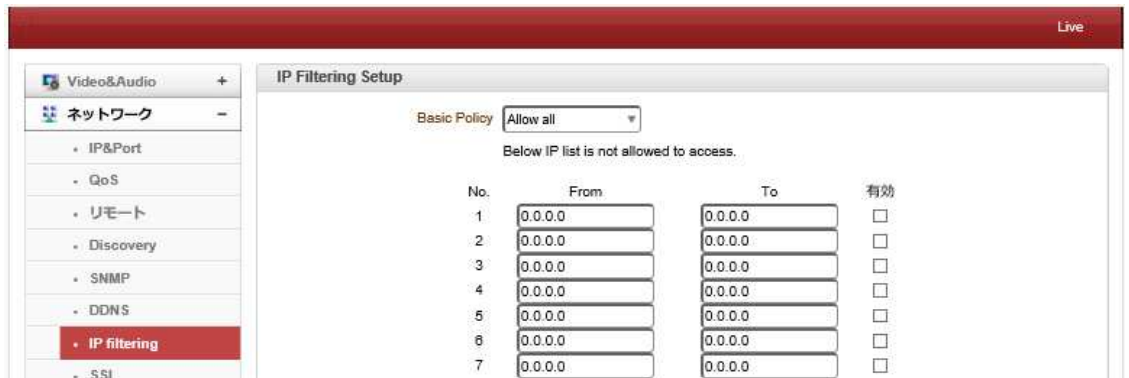 Live
Video&Audio +
ネットワーク -
• IP&Port
• QoS
• リモート
• Discovery
• SNMP
• DDNS
• IP filtering
• SSL
IP Filtering Setup
Basic Policy Allow all
Below IP list is not allowed to access.
No. From To 有効
1 0.0.0.0 0.0.0.0
2 0.0.0.0 0.0.0.0
3 0.0.0.0 0.0.0.0
4 0.0.0.0 0.0.0.0
5 0.0.0.0 0.0.0.0
6 0.0.0.0 0.0.0.0
7 0.0.0.0 0.0.0.0